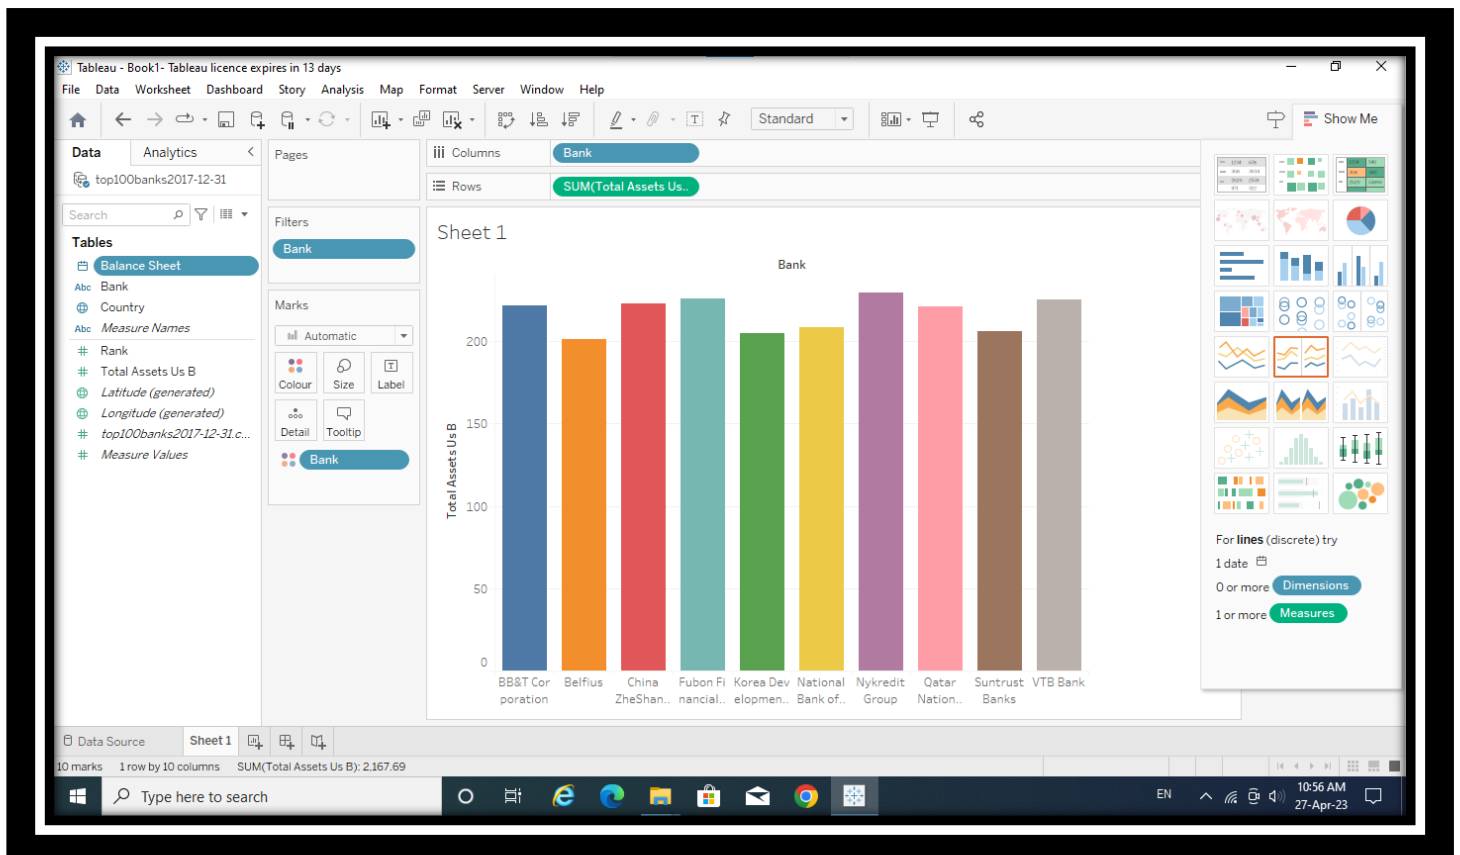 Tableau - Book1- Tableau licence expires in 13 days
File Data Worksheet Dashboard Story Analysis Map Format Server Window Help
Standard
Show Me
Data Analytics
top100banks2017-12-31
Search
Tables
Balance Sheet
Abc Bank
Country
Abc Measure Names
Rank
Total Assets Us B
Latitude (generated)
Longitude (generated)
top100banks2017-12-31.c...
Measure Values
Pages
Filters
Bank
Marks
Automatic
Colour Size Label
Detail Tooltip
Bank
Columns Bank
Rows SUM(Total Assets Us..
Sheet 1
Bank
Total Assets Us B
200
150
100
50
0
BB&T Cor Belfius China Fubon Fi Korea Dev National Nykredit Qatar Suntrust VTB Bank
poration ZheShan.. nancial.. elopmen.. Bank of.. Group Nation.. Banks
For lines (discrete) try
1 date
0 or more Dimensions
1 or more Measures
Data Source Sheet 1
10 marks 1 row by 10 columns SUM(Total Assets Us B): 2,167.69
Type here to search
EN
10:56 AM
27-Apr-23